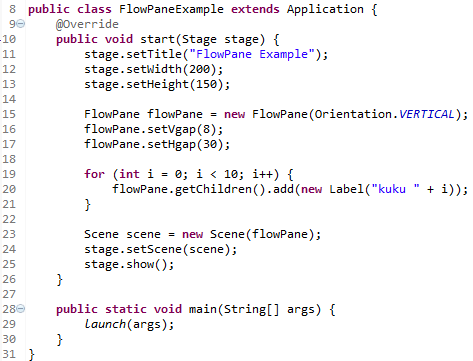 8 public class FlowPaneExample extends Application {
9 @Override
10 public void start(Stage stage) {
11 stage.setTitle("FlowPane Example");
12 stage.setWidth(200);
13 stage.setHeight(150);
14
15 FlowPane flowPane = new FlowPane(Orientation.VERTICAL);
16 flowPane.setVgap(8);
17 flowPane.setHgap(30);
18
19 for (int i = 0; i < 10; i++) {
20 flowPane.getChildren().add(new Label("kuku " + i));
21 }
22
23 Scene scene = new Scene(flowPane);
24 stage.setScene(scene);
25 stage.show();
26 }
27
28 public static void main(String[] args) {
29 launch(args);
30 }
31 }